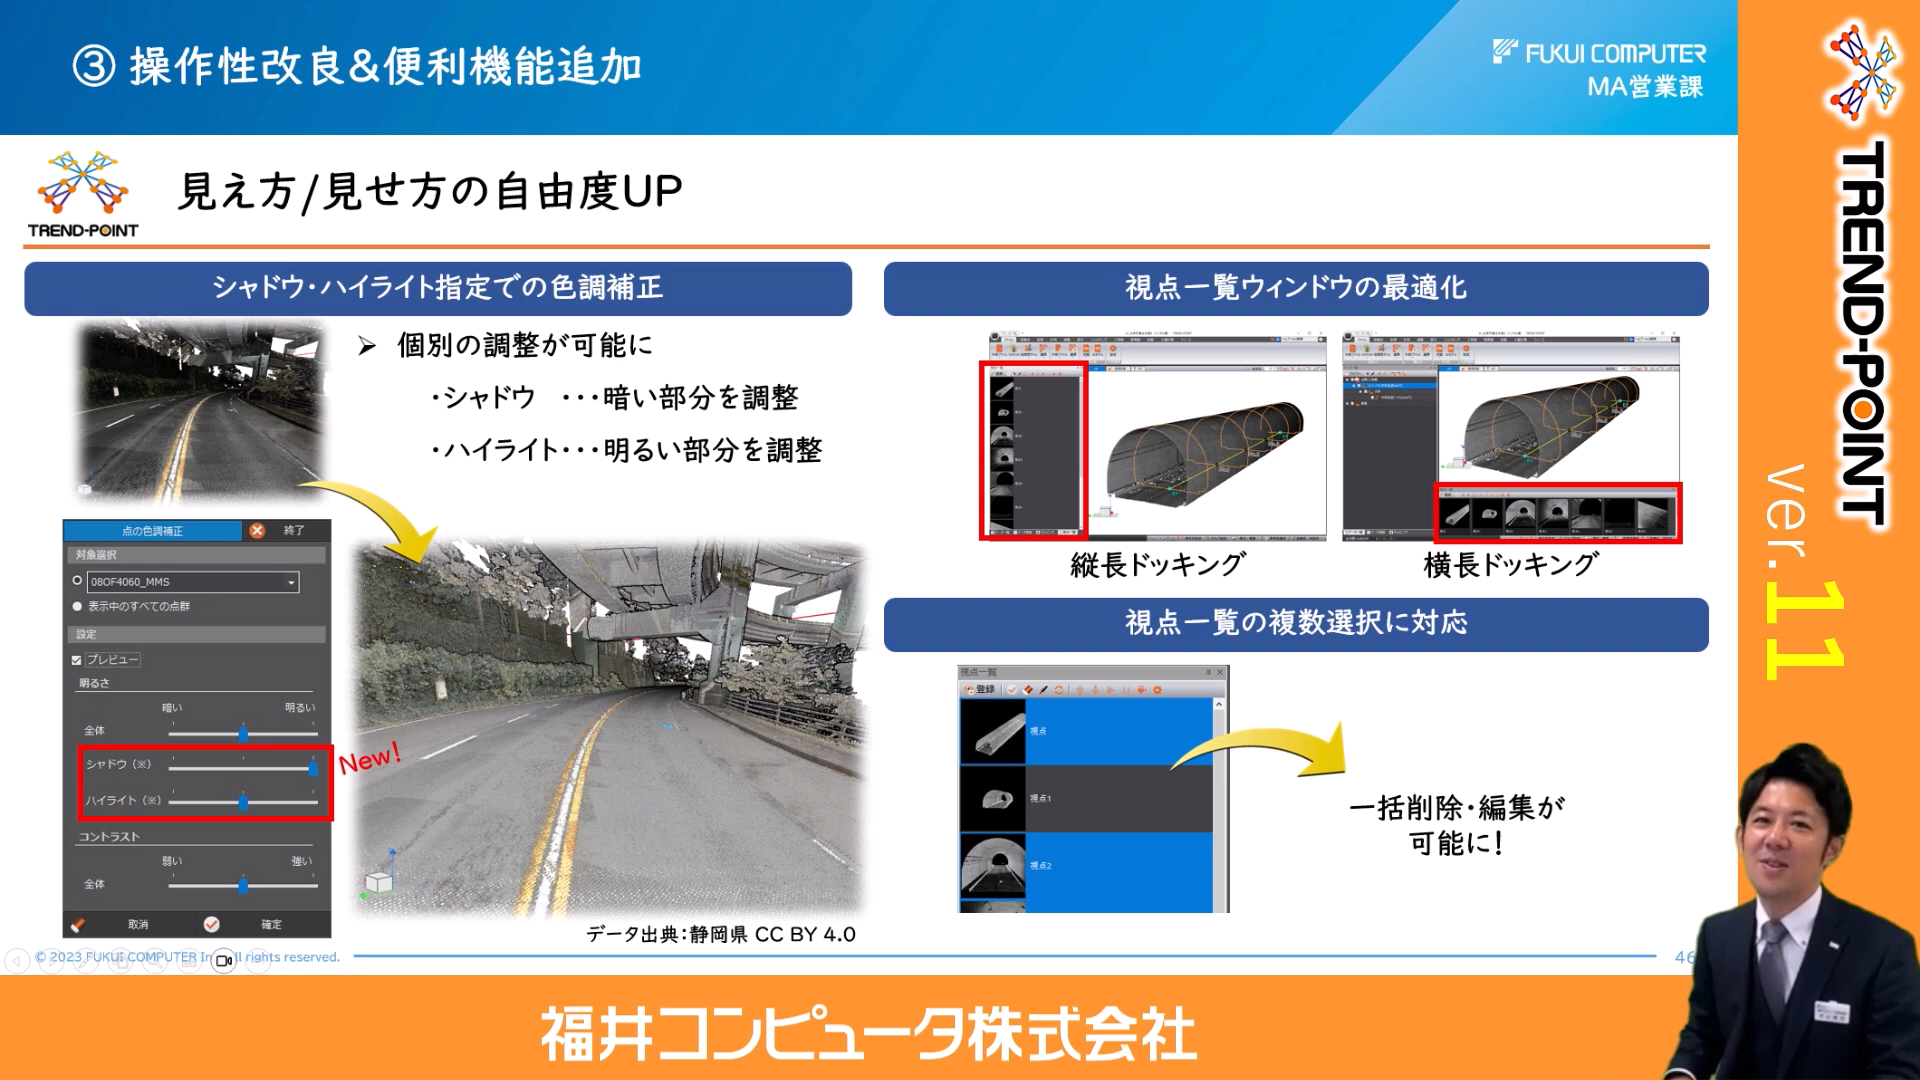 ③ 操作性改良&便利機能追加
FUKUI COMPUTER
MA営業課
TREND-POINT
見え方/見せ方の自由度UP
シャドウ・ハイライト指定での色調補正
➢ 個別の調整が可能に
・シャドウ ・・・暗い部分を調整
・ハイライト・・・明るい部分を調整
点の色調補正
終了
対象選択
08OF4060_MMS
表示中のすべての点群
設定
プレビュー
明るさ
暗い 明るい
全体
シャドウ（※）
ハイライト（※）
New!
コントラスト
弱い 強い
全体
取消
確定
データ出典：静岡県 CC BY 4.0
視点一覧ウィンドウの最適化
縦長ドッキング
横長ドッキング
視点一覧の複数選択に対応
視点一覧
登録
視点
視点1
視点2
一括削除・編集が
可能に！
© 2023 FUKUI COMPUTER In ll rights reserved.
46
TREND-POINT
ver.11
福井コンピュータ株式会社